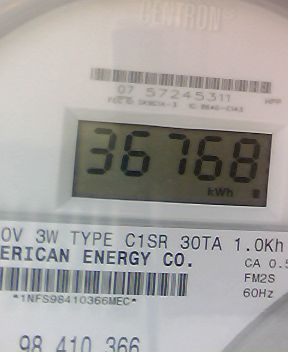 CENTRON
07 57245311
36768
kWh
0V 3W TYPE C1SR 30TA 1.0Kh
ERICAN ENERGY CO.
CA 0.5
FM2S
60Hz
*1NFS98410366MEC*
98 410 366